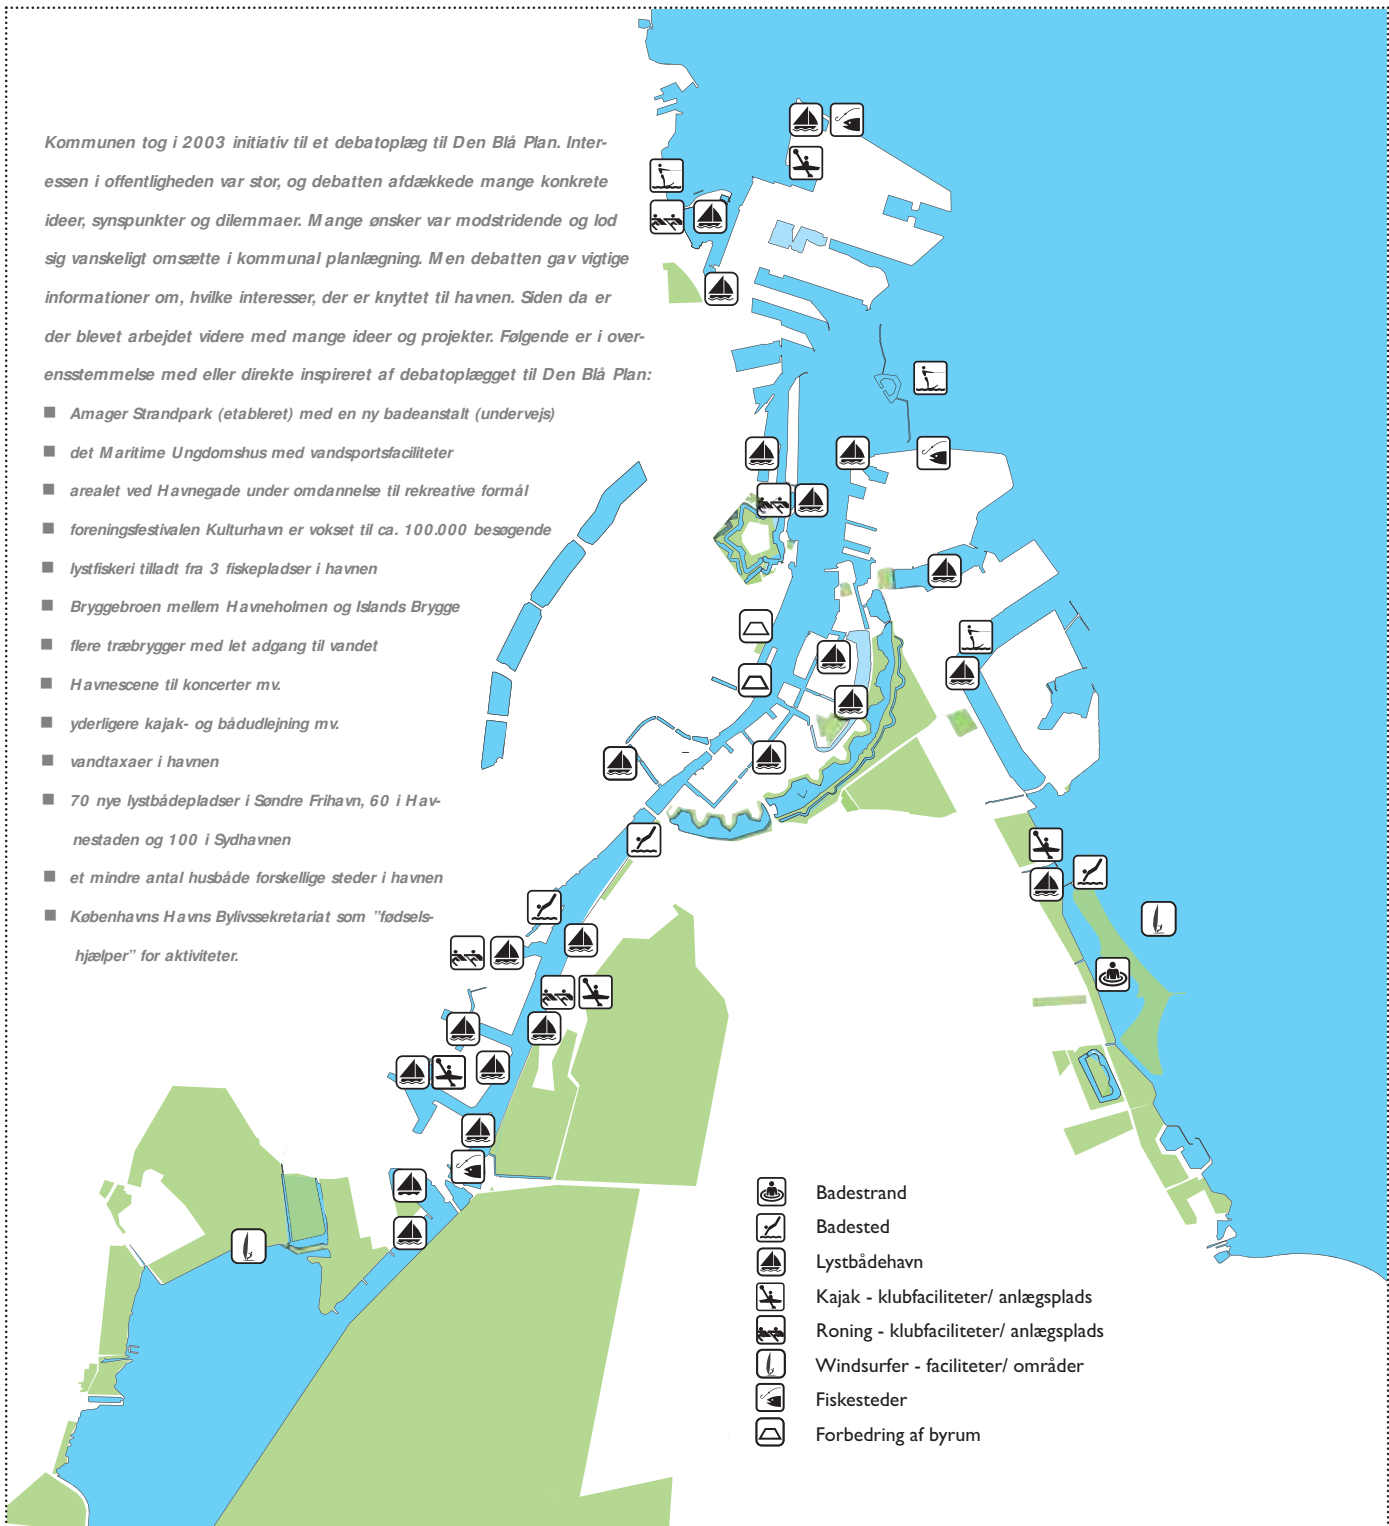 Kommunen tog i 2003 initiativ til et debatoplæg til Den Blå Plan. Inter-
essen i offentligheden var stor, og debatten afdækkede mange konkrete
ideer, synspunkter og dilemmaer. Mange ønsker var modstridende og lod
sig vanskeligt omsætte i kommunal planlægning. Men debatten gav vigtige
informationer om, hvilke interesser, der er knyttet til havnen. Siden da er
der blevet arbejdet videre med mange ideer og projekter. Følgende er i over-
ensstemmelse med eller direkte inspireret af debatoplægget til Den Blå Plan:
■ Amager Strandpark (etableret) med en ny badeanstalt (undervejs)
■ det Maritime Ungdomshus med vandsportsfaciliteter
■ arealet ved Havnegade under omdannelse til rekreative formål
■ foreningsfestivalen Kulturhavn er vokset til ca. 100.000 besøgende
■ lystfiskeri tilladt fra 3 fiskepladser i havnen
■ Bryggebroen mellem Havneholmen og Islands Brygge
■ flere træbrygger med let adgang til vandet
■ Havnescene til koncerter mv.
■ yderligere kajak- og bådudlejning mv.
■ vandtaxaer i havnen
■ 70 nye lystbådepladser i Søndre Frihavn, 60 i Hav-
nestaden og 100 i Sydhavnen
■ et mindre antal husbåde forskellige steder i havnen
■ Københavns Havns Bylivssekretariat som ”fødsels-
hjælper” for aktiviteter.
Badestrand
Badested
Lystbådehavn
Kajak - klubfaciliteter/ anlægsplads
Roning - klubfaciliteter/ anlægsplads
Windsurfer - faciliteter/ områder
Fiskesteder
Forbedring af byrum